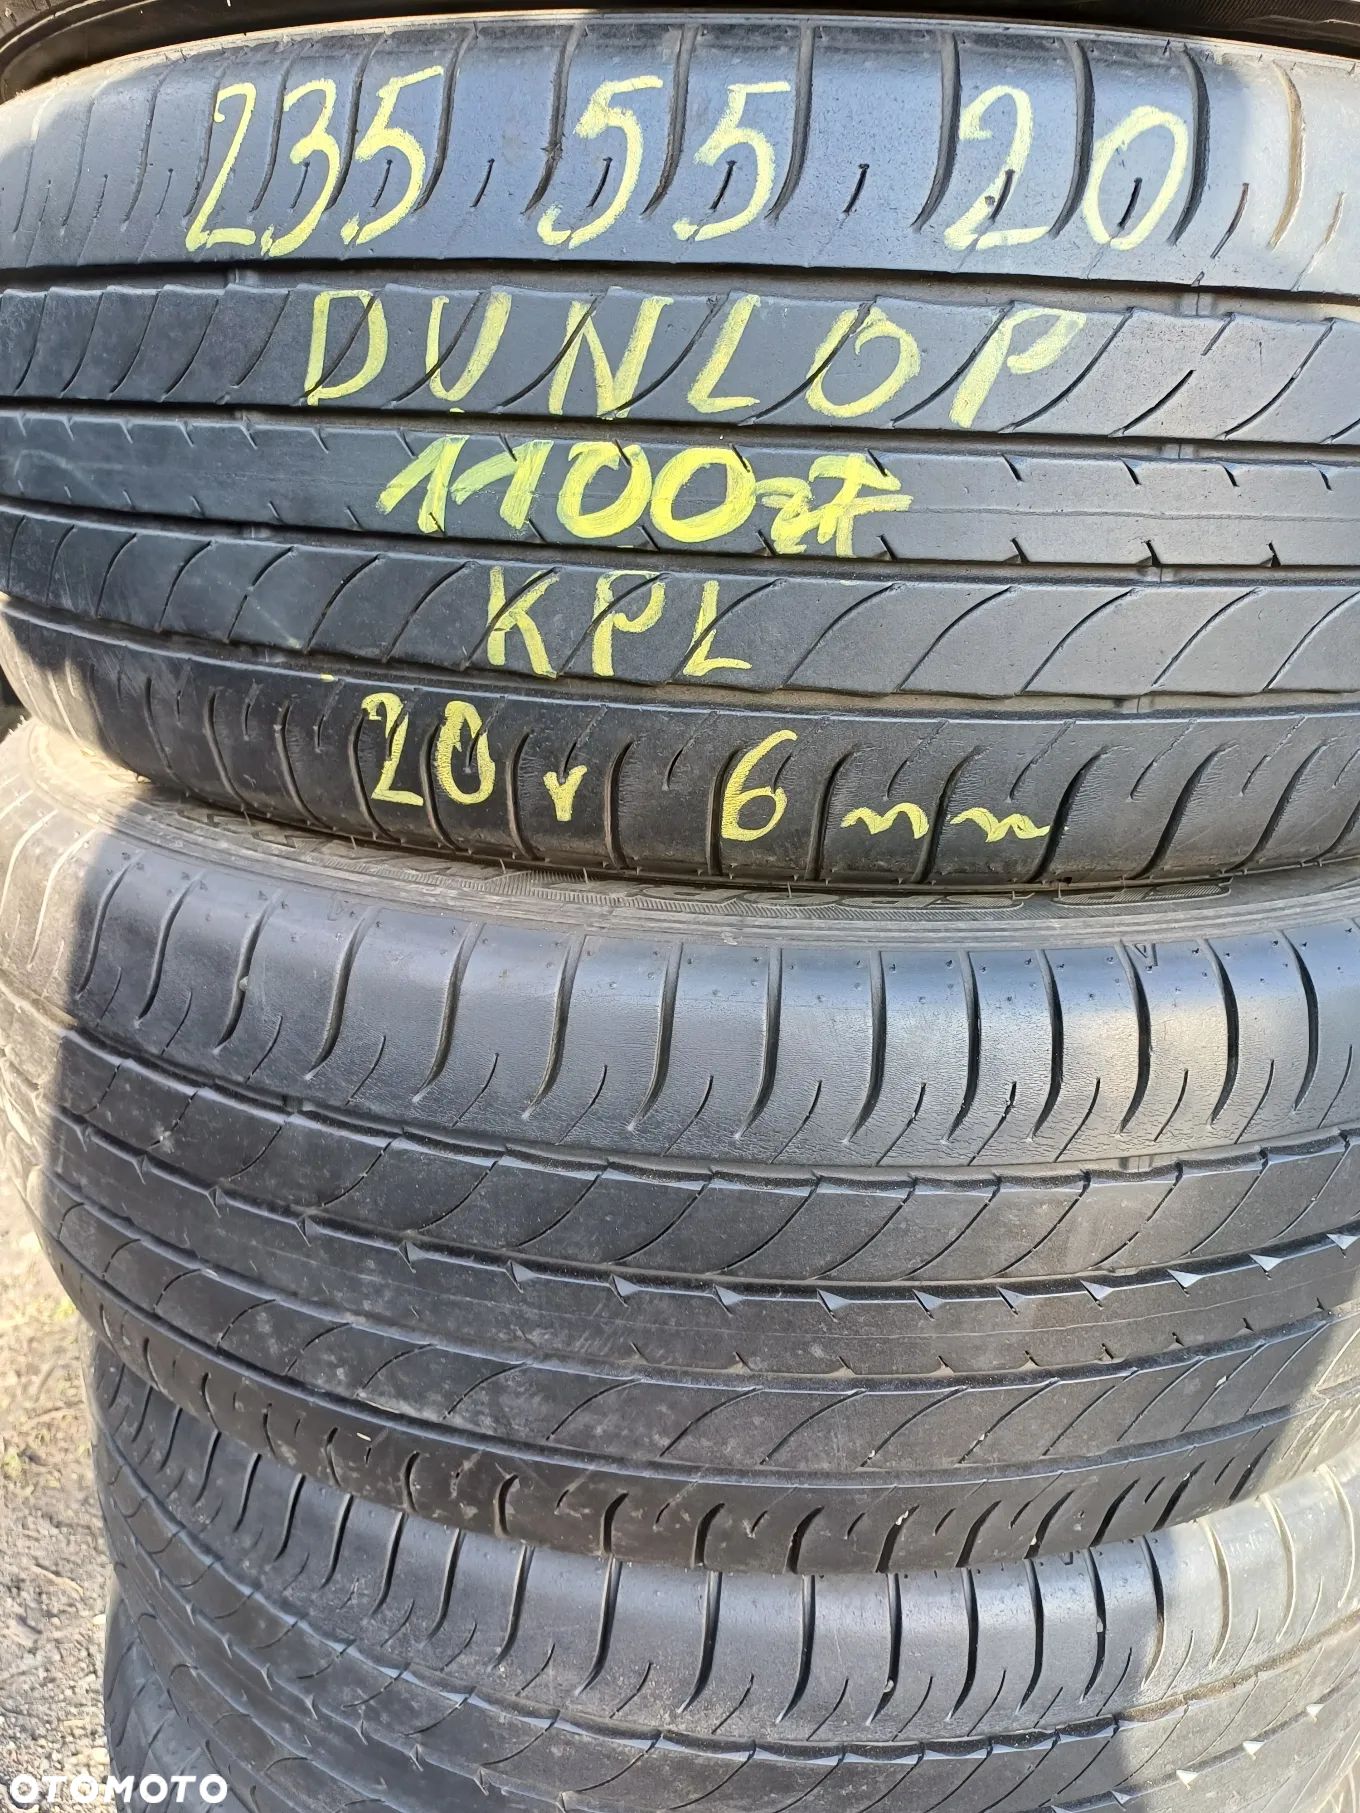 235 55 20
DUNLOP
1100zł
KPL
20r 6mm
OTOMOTO